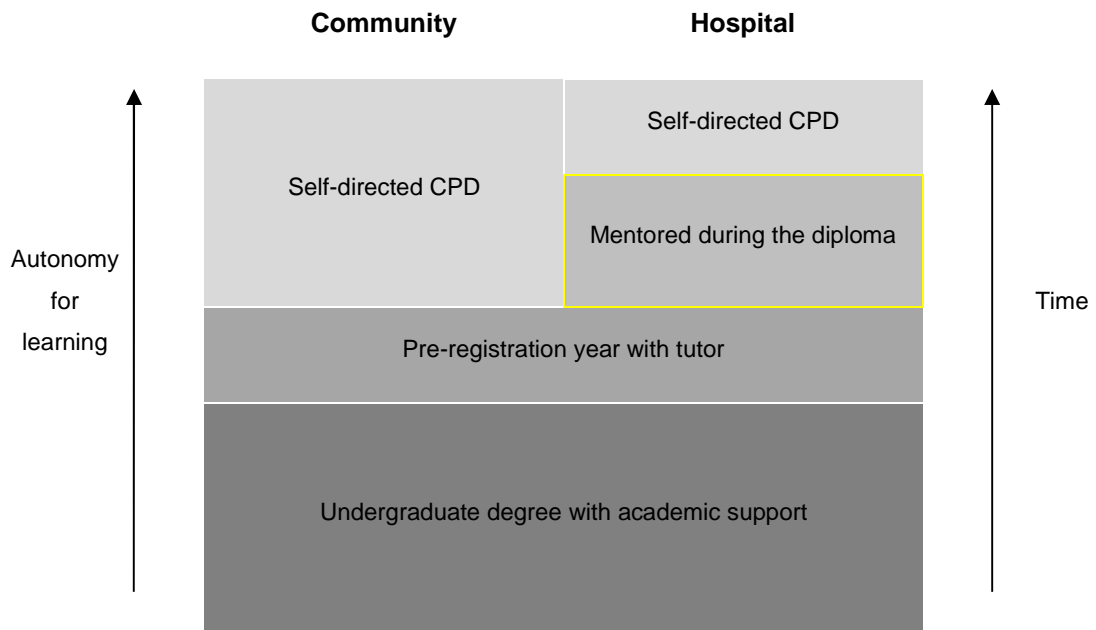 Community
Hospital
Self-directed CPD
Self-directed CPD
Mentored during the diploma
Autonomy
for
learning
Time
Pre-registration year with tutor
Undergraduate degree with academic support